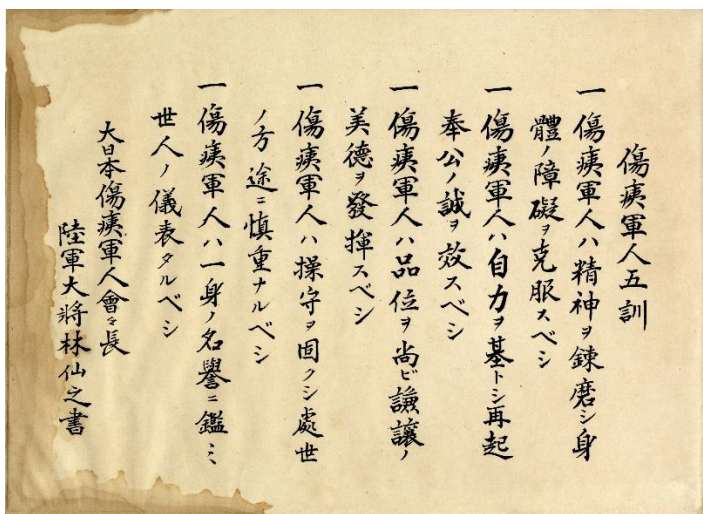 傷痍軍人五訓
一傷痍軍人ハ精神ヲ錬磨シ身
體ノ障礙ヲ克服スベシ
一傷痍軍人ハ自力ヲ基トシ再起
奉公ノ誠ヲ效スベシ
一傷痍軍人ハ品位ヲ尚ビ謙讓ノ
美德ヲ發揮スベシ
一傷痍軍人ハ操守ヲ固クシ處世
ノ方途ニ慎重ナルベシ
一傷痍軍人ハ一身ノ名譽ニ鑑ミ
世人ノ儀表タルベシ
大日本傷痍軍人會々長
陸軍大將林仙之書